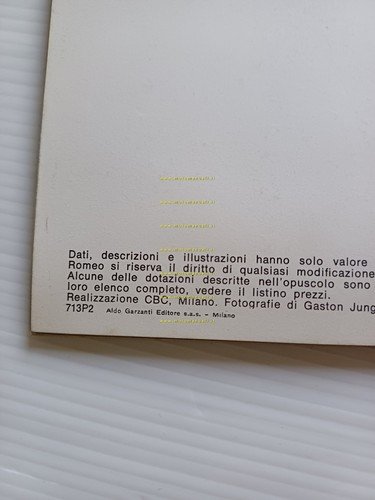 Dati, descrizioni e illustrazioni hanno solo valore
Romeo si riserva il diritto di qualsiasi modificazione
Alcune delle dotazioni descritte nell'opuscolo sono
loro elenco completo, vedere il listino prezzi.
Realizzazione CBC, Milano. Fotografie di Gaston Jung
713P2 Aldo Garzanti Editore s.a.s. - Milano